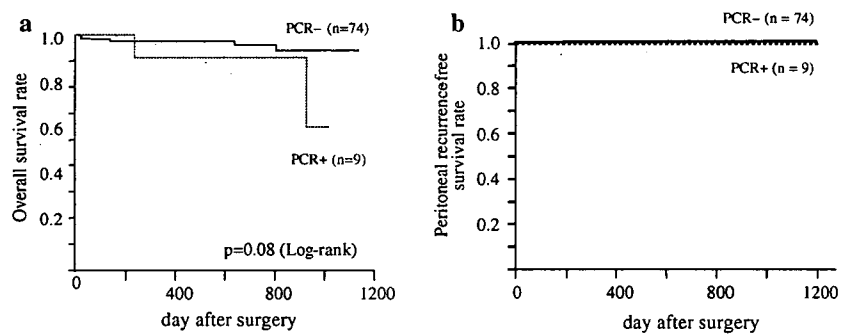 a
PCR− (n=74)
1.0
0.8
0.6
0.4
0.2
Overall survival rate
PCR+ (n=9)
p=0.08 (Log-rank)
0
400
800
1200
day after surgery
b
PCR− (n = 74)
1.0
0.8
0.6
0.4
0.2
Peritoneal recurrence-free
survival rate
PCR+ (n = 9)
0
400
800
1200
day after surgery